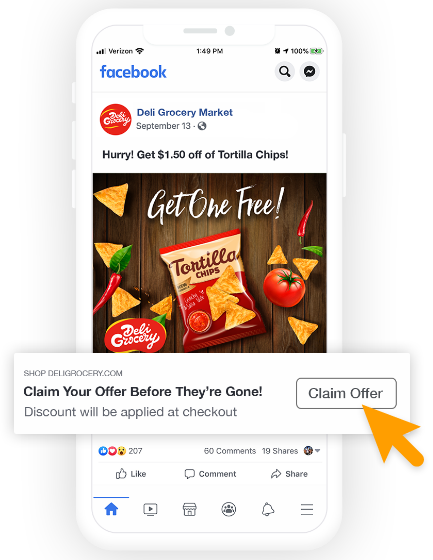 Verizon 1:49 PM 100%
facebook
Deli Grocery Market
September 13 ·
Hurry! Get $1.50 off of Tortilla Chips!
Get One Free!
Tortilla
CHIPS
Deli
Grocery
SHOP DELIGROCERY.COM
Claim Your Offer Before They're Gone!
Discount will be applied at checkout
Claim Offer
207 60 Comments 19 Shares
Like Comment Share